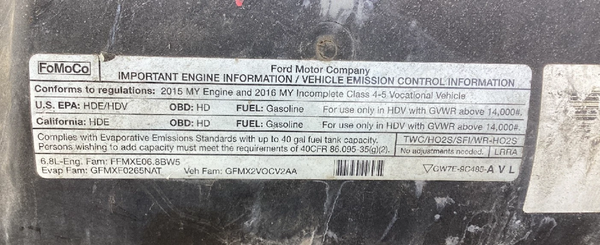 FoMoCo
Ford Motor Company
IMPORTANT ENGINE INFORMATION / VEHICLE EMISSION CONTROL INFORMATION
Conforms to regulations: 2015 MY Engine and 2016 MY Incomplete Class 4-5 Vocational Vehicle
U.S. EPA: HDE/HDV OBD: HD FUEL: Gasoline For use only in HDV with GVWR above 14,000#.
California: HDE OBD: HD FUEL: Gasoline For use only in HDV with GVWR above 14,000#.
Complies with Evaporative Emissions Standards with up to 40 gal fuel tank capacity.
Persons wishing to add capacity must meet the requirements of 40CFR 86.095-35(g)(2).
TWC/HO2S/SFI/WR-HO2S
No adjustments needed. LRRA
6.8L-Eng. Fam: FFMXE06.8BW5
Evap Fam: GFMXF0265NAT Veh Fam: GFMX2VOCV2AA
GW7E-9C485-AVL